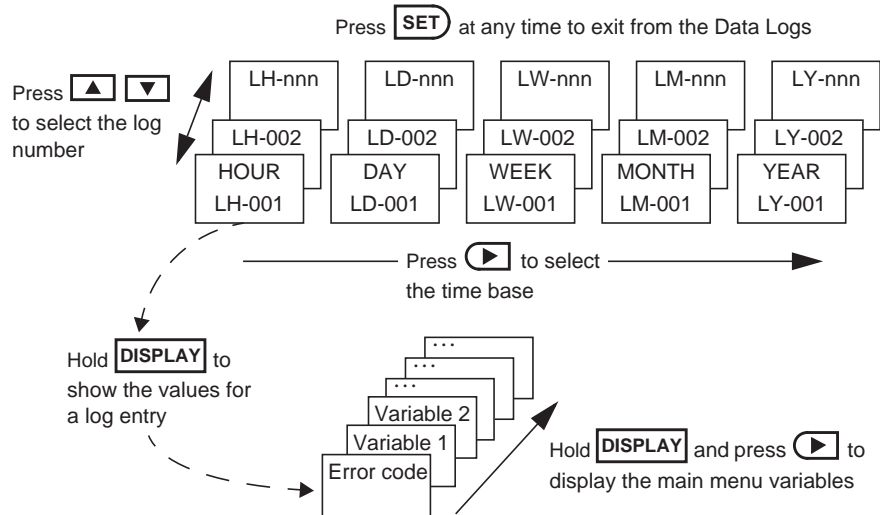 Press SET at any time to exit from the Data Logs
Press ▲ ▼
to select the log
number
LH-nnn LD-nnn LW-nnn LM-nnn LY-nnn
LH-002 LD-002 LW-002 LM-002 LY-002
HOUR DAY WEEK MONTH YEAR
LH-001 LD-001 LW-001 LM-001 LY-001
Press ▶ to select
the time base
Hold DISPLAY to
show the values for
a log entry
...
...
...
Variable 2
Variable 1
Error code
Hold DISPLAY and press ▶ to
display the main menu variables